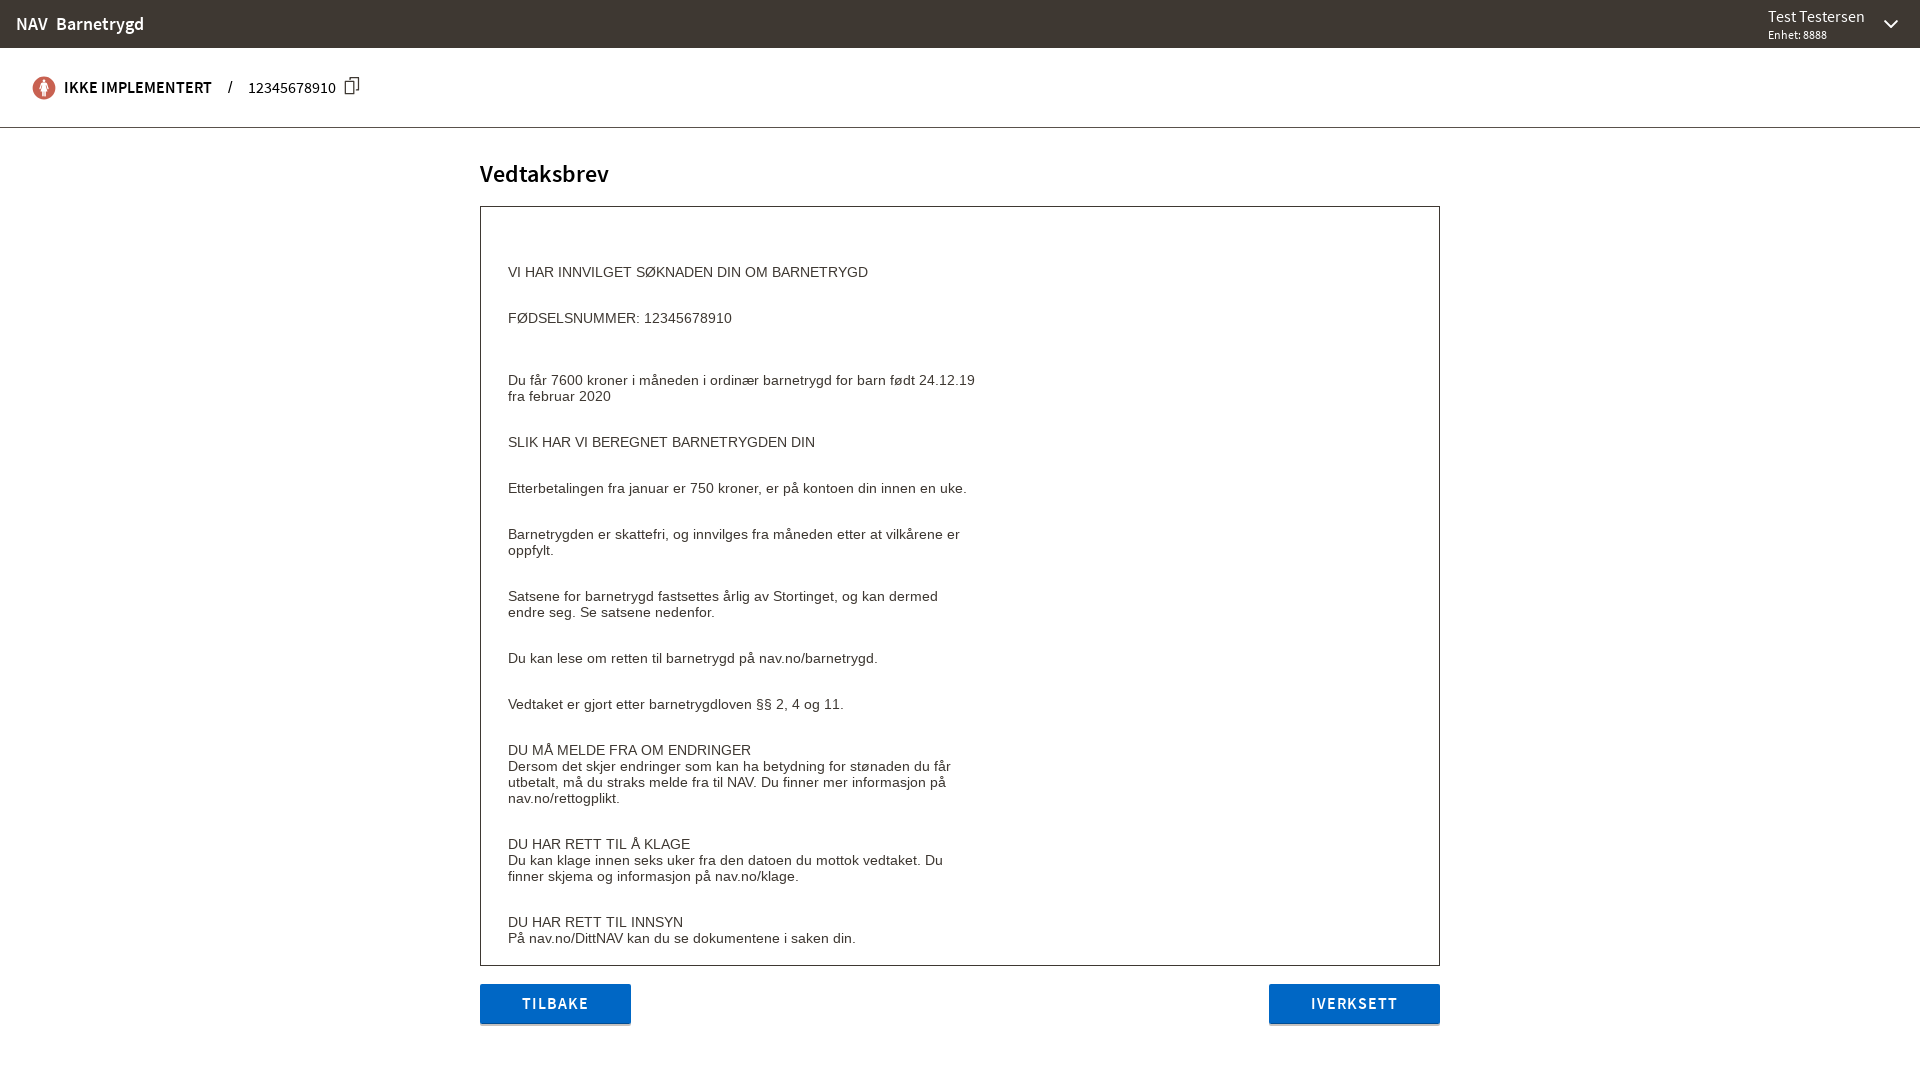 NAV Barnetrygd
Test Testersen
Enhet: 8888
IKKE IMPLEMENTERT / 12345678910
Vedtaksbrev
VI HAR INNVILGET SØKNADEN DIN OM BARNETRYGD
FØDSELSNUMMER: 12345678910
Du får 7600 kroner i måneden i ordinær barnetrygd for barn født 24.12.19
fra februar 2020
SLIK HAR VI BEREGNET BARNETRYGDEN DIN
Etterbetalingen fra januar er 750 kroner, er på kontoen din innen en uke.
Barnetrygden er skattefri, og innvilges fra måneden etter at vilkårene er
oppfylt.
Satsene for barnetrygd fastsettes årlig av Stortinget, og kan dermed
endre seg. Se satsene nedenfor.
Du kan lese om retten til barnetrygd på nav.no/barnetrygd.
Vedtaket er gjort etter barnetrygdloven §§ 2, 4 og 11.
DU MÅ MELDE FRA OM ENDRINGER
Dersom det skjer endringer som kan ha betydning for stønaden du får
utbetalt, må du straks melde fra til NAV. Du finner mer informasjon på
nav.no/rettogplikt.
DU HAR RETT TIL Å KLAGE
Du kan klage innen seks uker fra den datoen du mottok vedtaket. Du
finner skjema og informasjon på nav.no/klage.
DU HAR RETT TIL INNSYN
På nav.no/DittNAV kan du se dokumentene i saken din.
TILBAKE
IVERKSETT